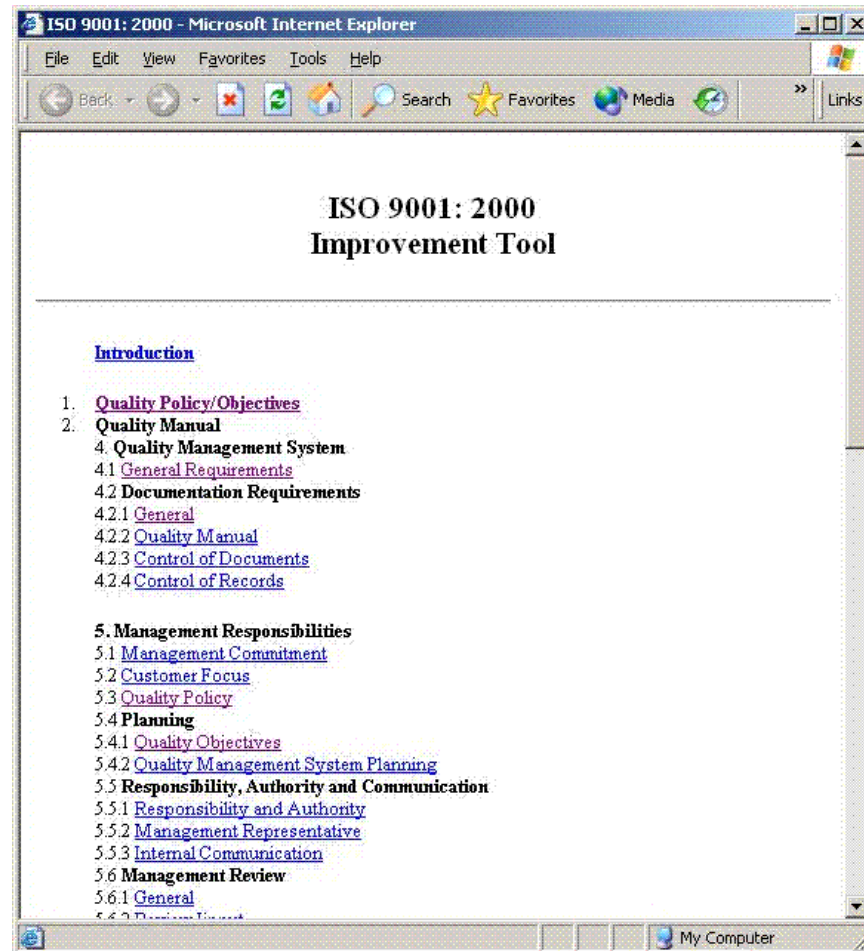 ISO 9001: 2000 - Microsoft Internet Explorer
File Edit View Favorites Tools Help
Back Search Favorites Media » Links
ISO 9001: 2000
Improvement Tool
Introduction
1. Quality Policy/Objectives
2. Quality Manual
4. Quality Management System
4.1 General Requirements
4.2 Documentation Requirements
4.2.1 General
4.2.2 Quality Manual
4.2.3 Control of Documents
4.2.4 Control of Records
5. Management Responsibilities
5.1 Management Commitment
5.2 Customer Focus
5.3 Quality Policy
5.4 Planning
5.4.1 Quality Objectives
5.4.2 Quality Management System Planning
5.5 Responsibility, Authority and Communication
5.5.1 Responsibility and Authority
5.5.2 Management Representative
5.5.3 Internal Communication
5.6 Management Review
5.6.1 General
My Computer